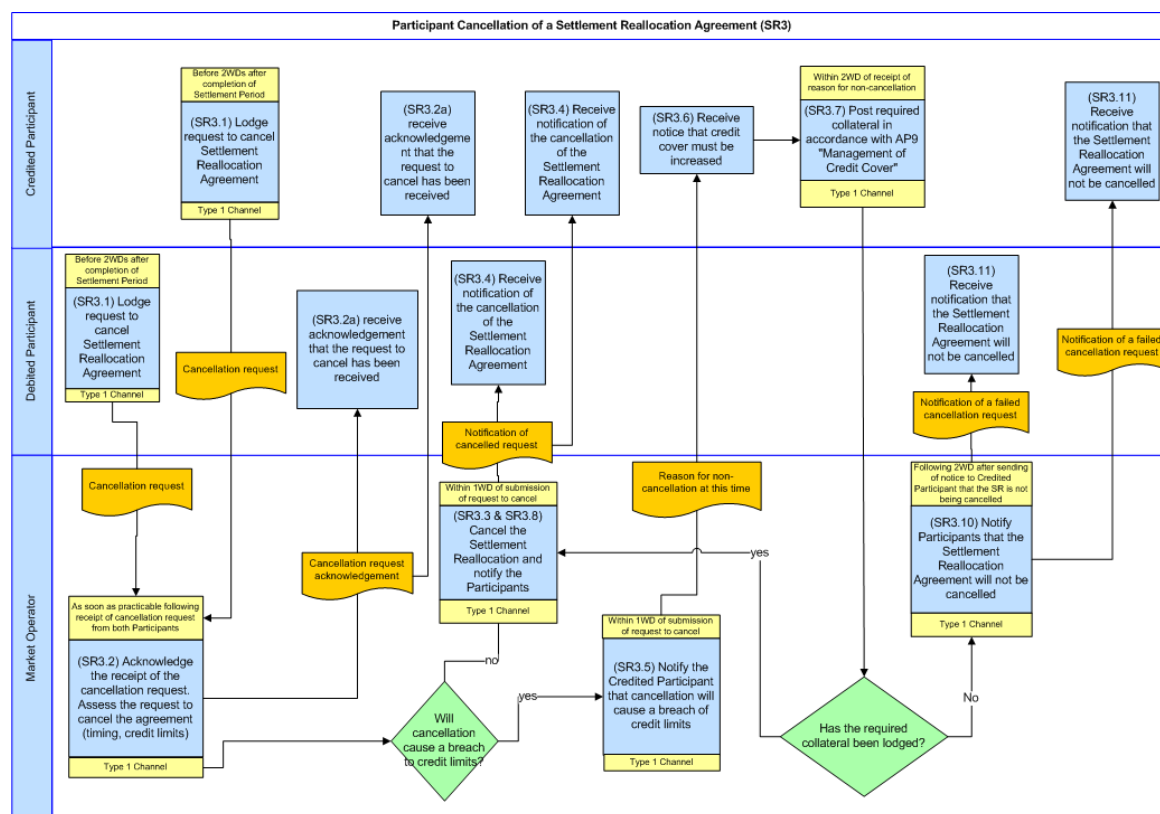 Participant Cancellation of a Settlement Reallocation Agreement (SR3)
Credited Participant
Before 2WDs after
completion of
Settlement Period
(SR3.1) Lodge
request to cancel
Settlement
Reallocation
Agreement
Type 1 Channel
(SR3.2a)
receive
acknowledgeme
nt that the
request to
cancel has been
received
(SR3.4) Receive
notification of
the cancellation
of the
Settlement
Reallocation
Agreement
(SR3.6) Receive
notice that credit
cover must be
increased
Within 2WD of receipt of
reason for non-cancellation
(SR3.7) Post required
collateral in
accordance with AP9
"Management of
Credit Cover"
Type 1 Channel
(SR3.11)
Receive
notification that
the Settlement
Reallocation
Agreement will
not be cancelled
Debited Participant
Before 2WDs after
completion of
Settlement Period
(SR3.1) Lodge
request to
cancel
Settlement
Reallocation
Agreement
Type 1 Channel
Cancellation request
(SR3.2a) receive
acknowledgement
that the request to
cancel has been
received
(SR3.4) Receive
notification of
the cancellation
of the
Settlement
Reallocation
Agreement
Notification of
cancelled request
(SR3.11)
Receive
notification that
the Settlement
Reallocation
Agreement will
not be cancelled
Notification of a failed
cancellation request
Notification of a failed
cancellation request
Market Operator
Cancellation request
As soon as practicable following
receipt of cancellation request
from both Participants
(SR3.2) Acknowledge
the receipt of the
cancellation request.
Assess the request to
cancel the agreement
(timing, credit limits)
Type 1 Channel
Cancellation request
acknowledgement
Within 1WD of submission
of request to cancel
(SR3.3 & SR3.8)
Cancel the
Settlement
Reallocation and
notify the
Participants
Type 1 Channel
no
Will
cancellation
cause a breach
to credit limits?
yes
Reason for non-
cancellation at this time
Within 1WD of submission
of request to cancel
(SR3.5) Notify the
Credited Participant
that cancellation will
cause a breach of
credit limits
Type 1 Channel
yes
Has the required
collateral been lodged?
No
Following 2WD after sending
of notice to Credited
Participant that the SR is not
being cancelled
(SR3.10) Notify
Participants that the
Settlement
Reallocation
Agreement will not be
cancelled
Type 1 Channel